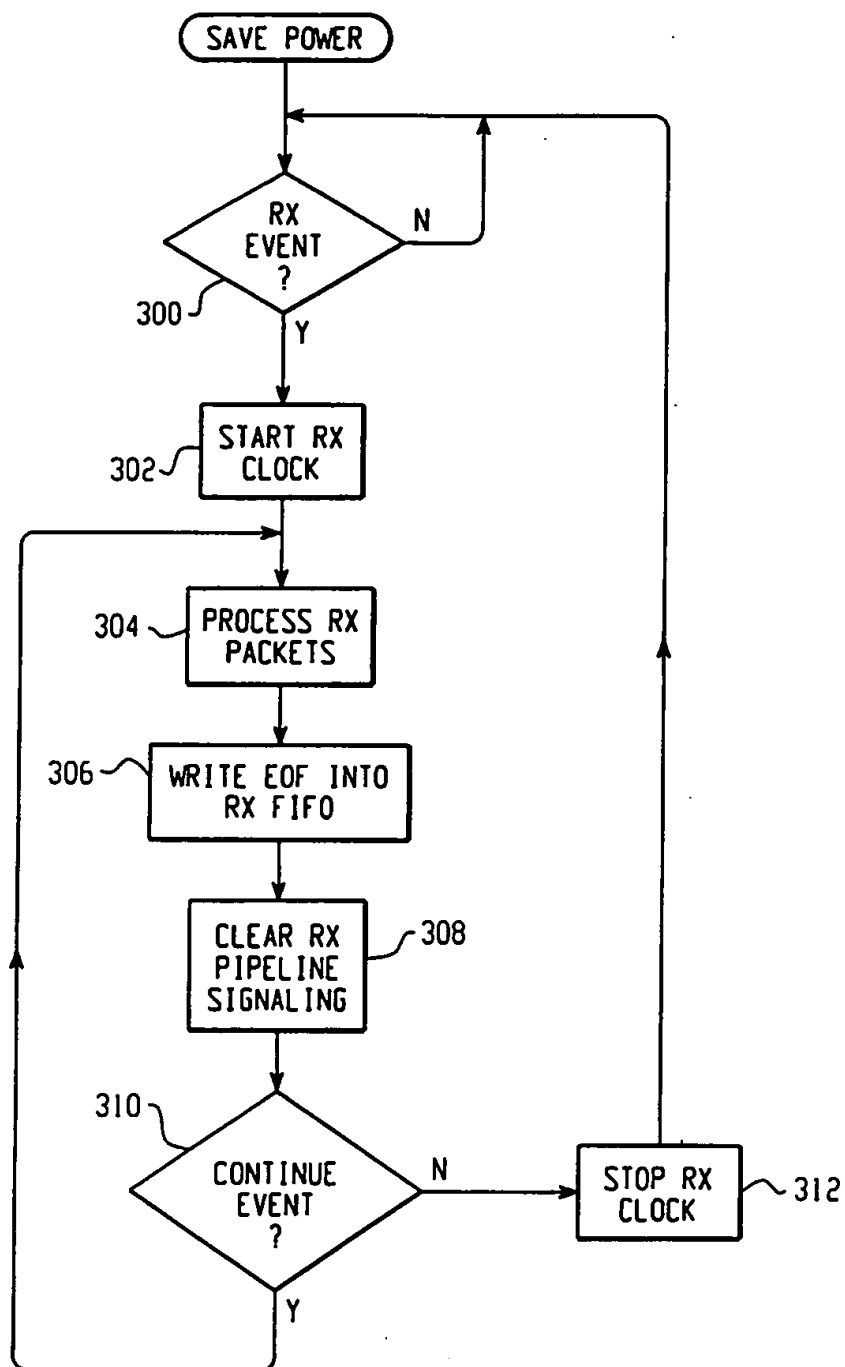 SAVE POWER
RX
EVENT
?
N
300
Y
START RX
CLOCK
302
304
PROCESS RX
PACKETS
306
WRITE EOF INTO
RX FIFO
CLEAR RX
PIPELINE
SIGNALING
308
310
CONTINUE
EVENT
?
N
STOP RX
CLOCK
312
Y